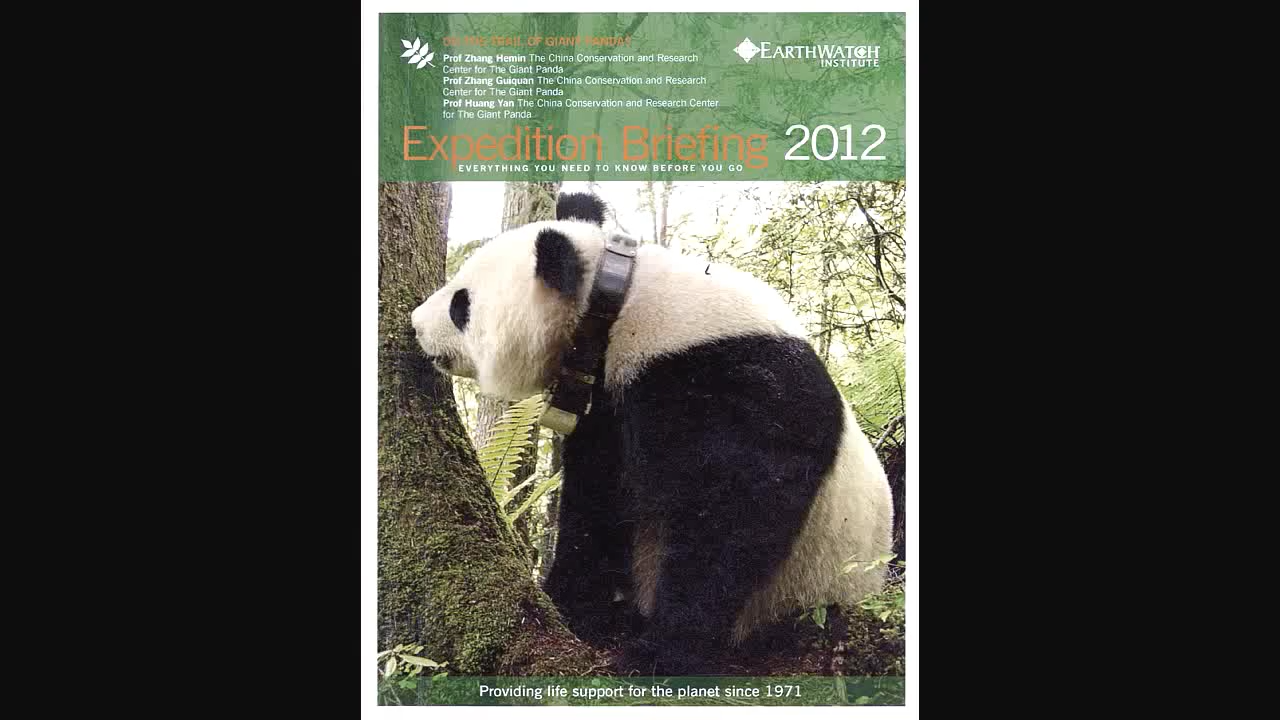 ON THE TRAIL OF GIANT PANDAS
EARTHWATCH
INSTITUTE
Prof Zhang Hemin The China Conservation and Research
Center for The Giant Panda
Prof Zhang Guiquan The China Conservation and Research
Center for The Giant Panda
Prof Huang Yan The China Conservation and Research Center
for The Giant Panda
Expedition Briefing 2012
EVERYTHING YOU NEED TO KNOW BEFORE YOU GO
Providing life support for the planet since 1971